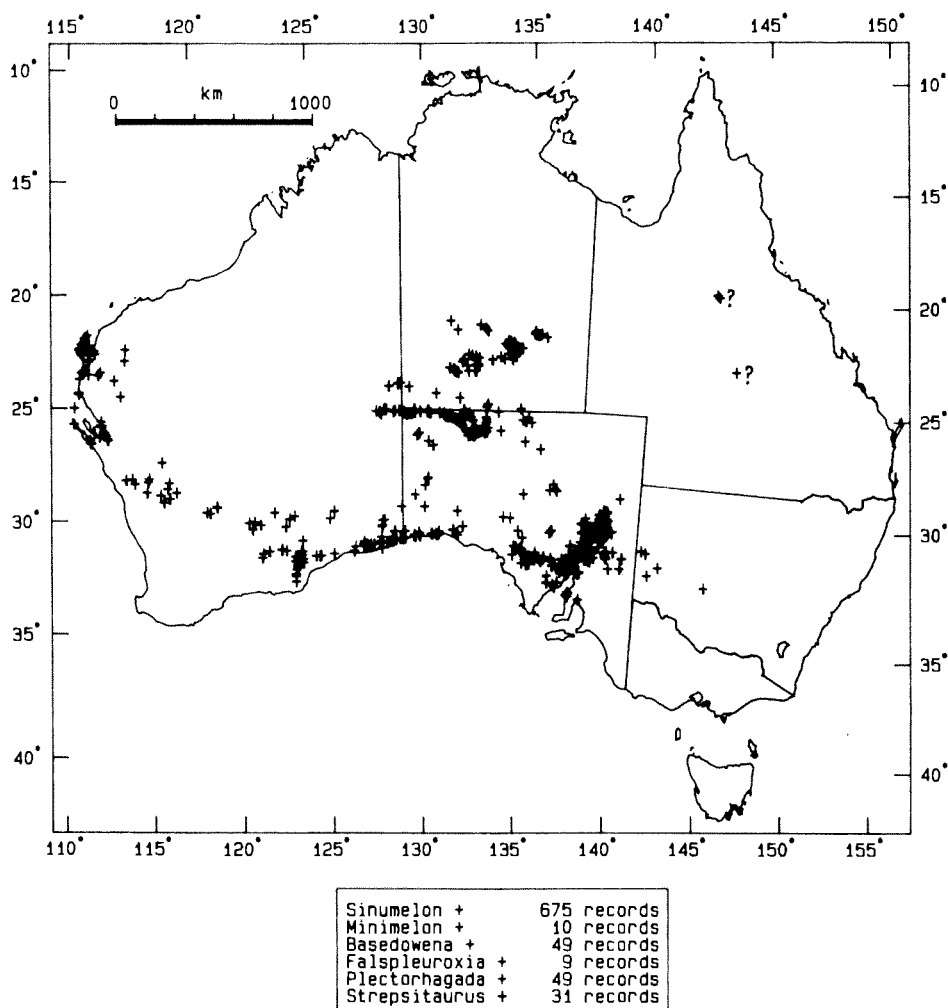 115° 120° 125° 130° 135° 140° 145° 150°
10° 10°
km
0 1000
15° 15°
20° 20°
?
?
25° 25°
30° 30°
35° 35°
40° 40°
110° 115° 120° 125° 130° 135° 140° 145° 150° 155°
Sinumelon + 675 records
Minimelon + 10 records
Basedowena + 49 records
Falspleuroxia + 9 records
Plectorhagada + 49 records
Strepsitaurus + 31 records